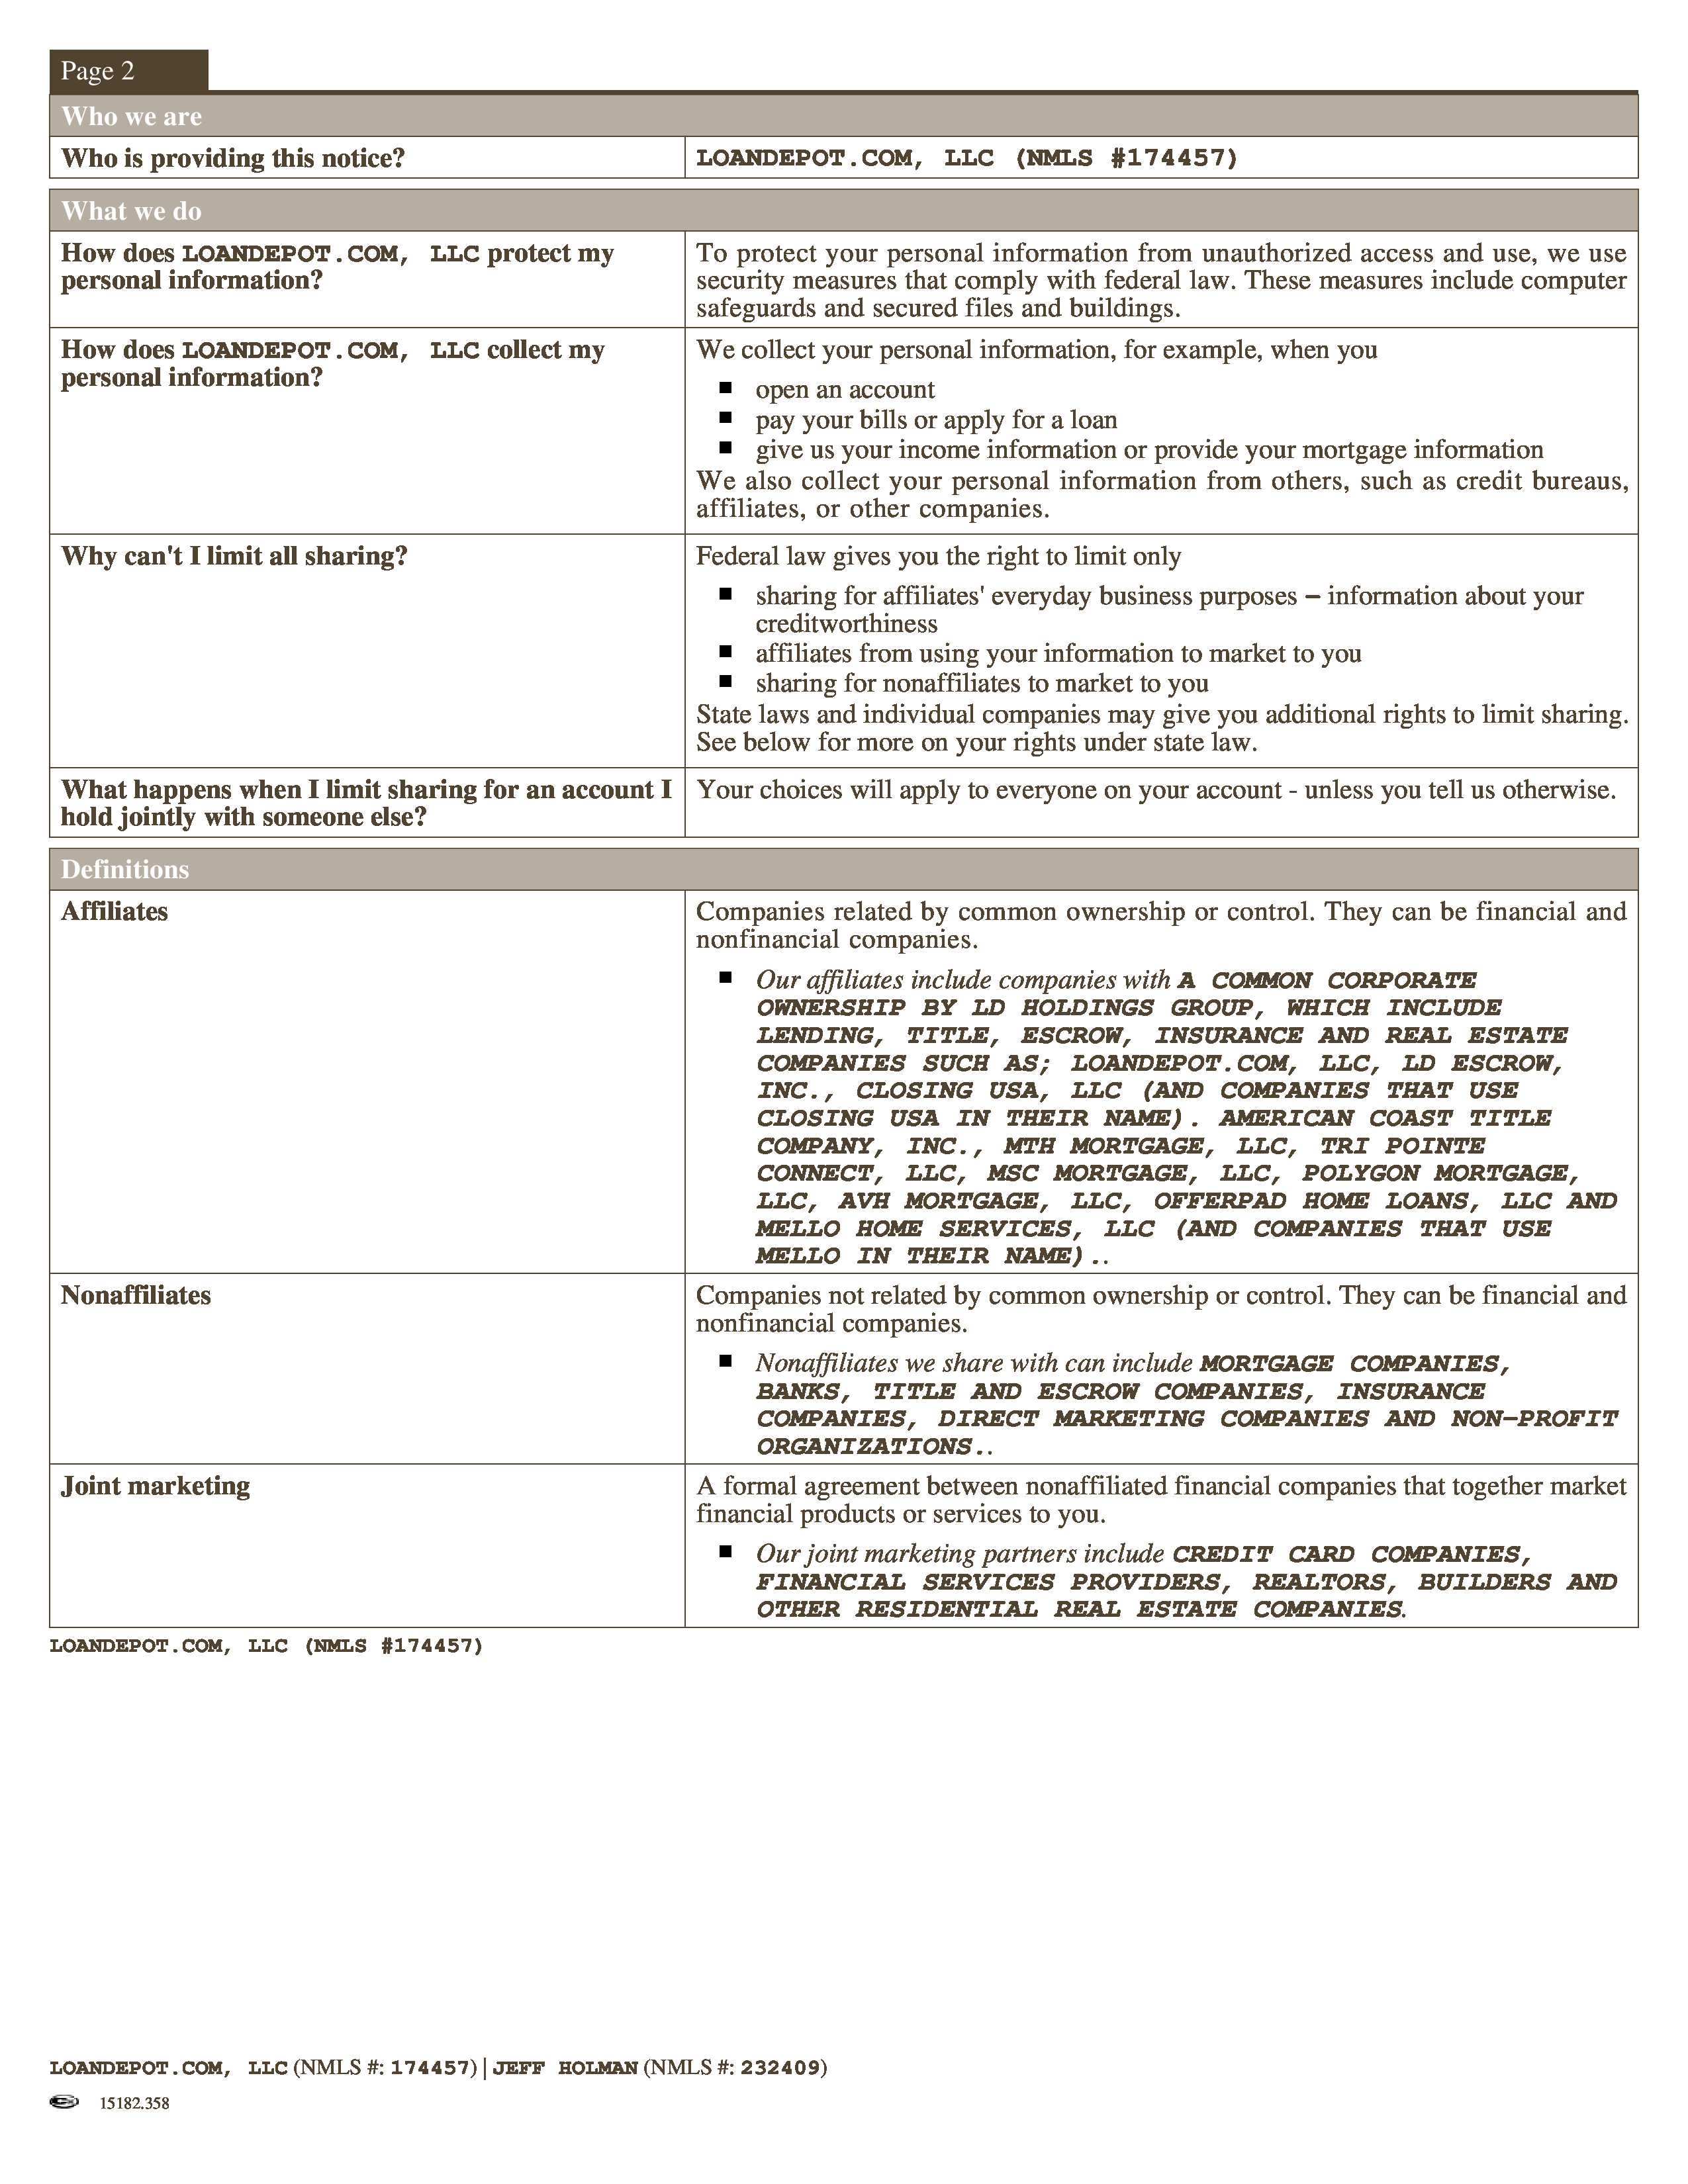 Page 2
Who we are
Who is providing this notice?
LOANDEPOT.COM, LLC (NMLS #174457)
What we do
How does LOANDEPOT.COM, LLC protect my
personal information?
To protect your personal information from unauthorized access and use, we use
security measures that comply with federal law. These measures include computer
safeguards and secured files and buildings.
How does LOANDEPOT.COM, LLC collect my
personal information?
We collect your personal information, for example, when you
■ open an account
■ pay your bills or apply for a loan
■ give us your income information or provide your mortgage information
We also collect your personal information from others, such as credit bureaus,
affiliates, or other companies.
Why can't I limit all sharing?
Federal law gives you the right to limit only
■ sharing for affiliates' everyday business purposes – information about your
creditworthiness
■ affiliates from using your information to market to you
■ sharing for nonaffiliates to market to you
State laws and individual companies may give you additional rights to limit sharing.
See below for more on your rights under state law.
What happens when I limit sharing for an account I
hold jointly with someone else?
Your choices will apply to everyone on your account - unless you tell us otherwise.
Definitions
Affiliates
Companies related by common ownership or control. They can be financial and
nonfinancial companies.
■ Our affiliates include companies with A COMMON CORPORATE
OWNERSHIP BY LD HOLDINGS GROUP, WHICH INCLUDE
LENDING, TITLE, ESCROW, INSURANCE AND REAL ESTATE
COMPANIES SUCH AS; LOANDEPOT.COM, LLC, LD ESCROW,
INC., CLOSING USA, LLC (AND COMPANIES THAT USE
CLOSING USA IN THEIR NAME). AMERICAN COAST TITLE
COMPANY, INC., MTH MORTGAGE, LLC, TRI POINTE
CONNECT, LLC, MSC MORTGAGE, LLC, POLYGON MORTGAGE,
LLC, AVH MORTGAGE, LLC, OFFERPAD HOME LOANS, LLC AND
MELLO HOME SERVICES, LLC (AND COMPANIES THAT USE
MELLO IN THEIR NAME)..
Nonaffiliates
Companies not related by common ownership or control. They can be financial and
nonfinancial companies.
■ Nonaffiliates we share with can include MORTGAGE COMPANIES,
BANKS, TITLE AND ESCROW COMPANIES, INSURANCE
COMPANIES, DIRECT MARKETING COMPANIES AND NON-PROFIT
ORGANIZATIONS..
Joint marketing
A formal agreement between nonaffiliated financial companies that together market
financial products or services to you.
■ Our joint marketing partners include CREDIT CARD COMPANIES,
FINANCIAL SERVICES PROVIDERS, REALTORS, BUILDERS AND
OTHER RESIDENTIAL REAL ESTATE COMPANIES.
LOANDEPOT.COM, LLC (NMLS #174457)
LOANDEPOT.COM, LLC (NMLS #: 174457) | JEFF HOLMAN (NMLS #: 232409)
15182.358